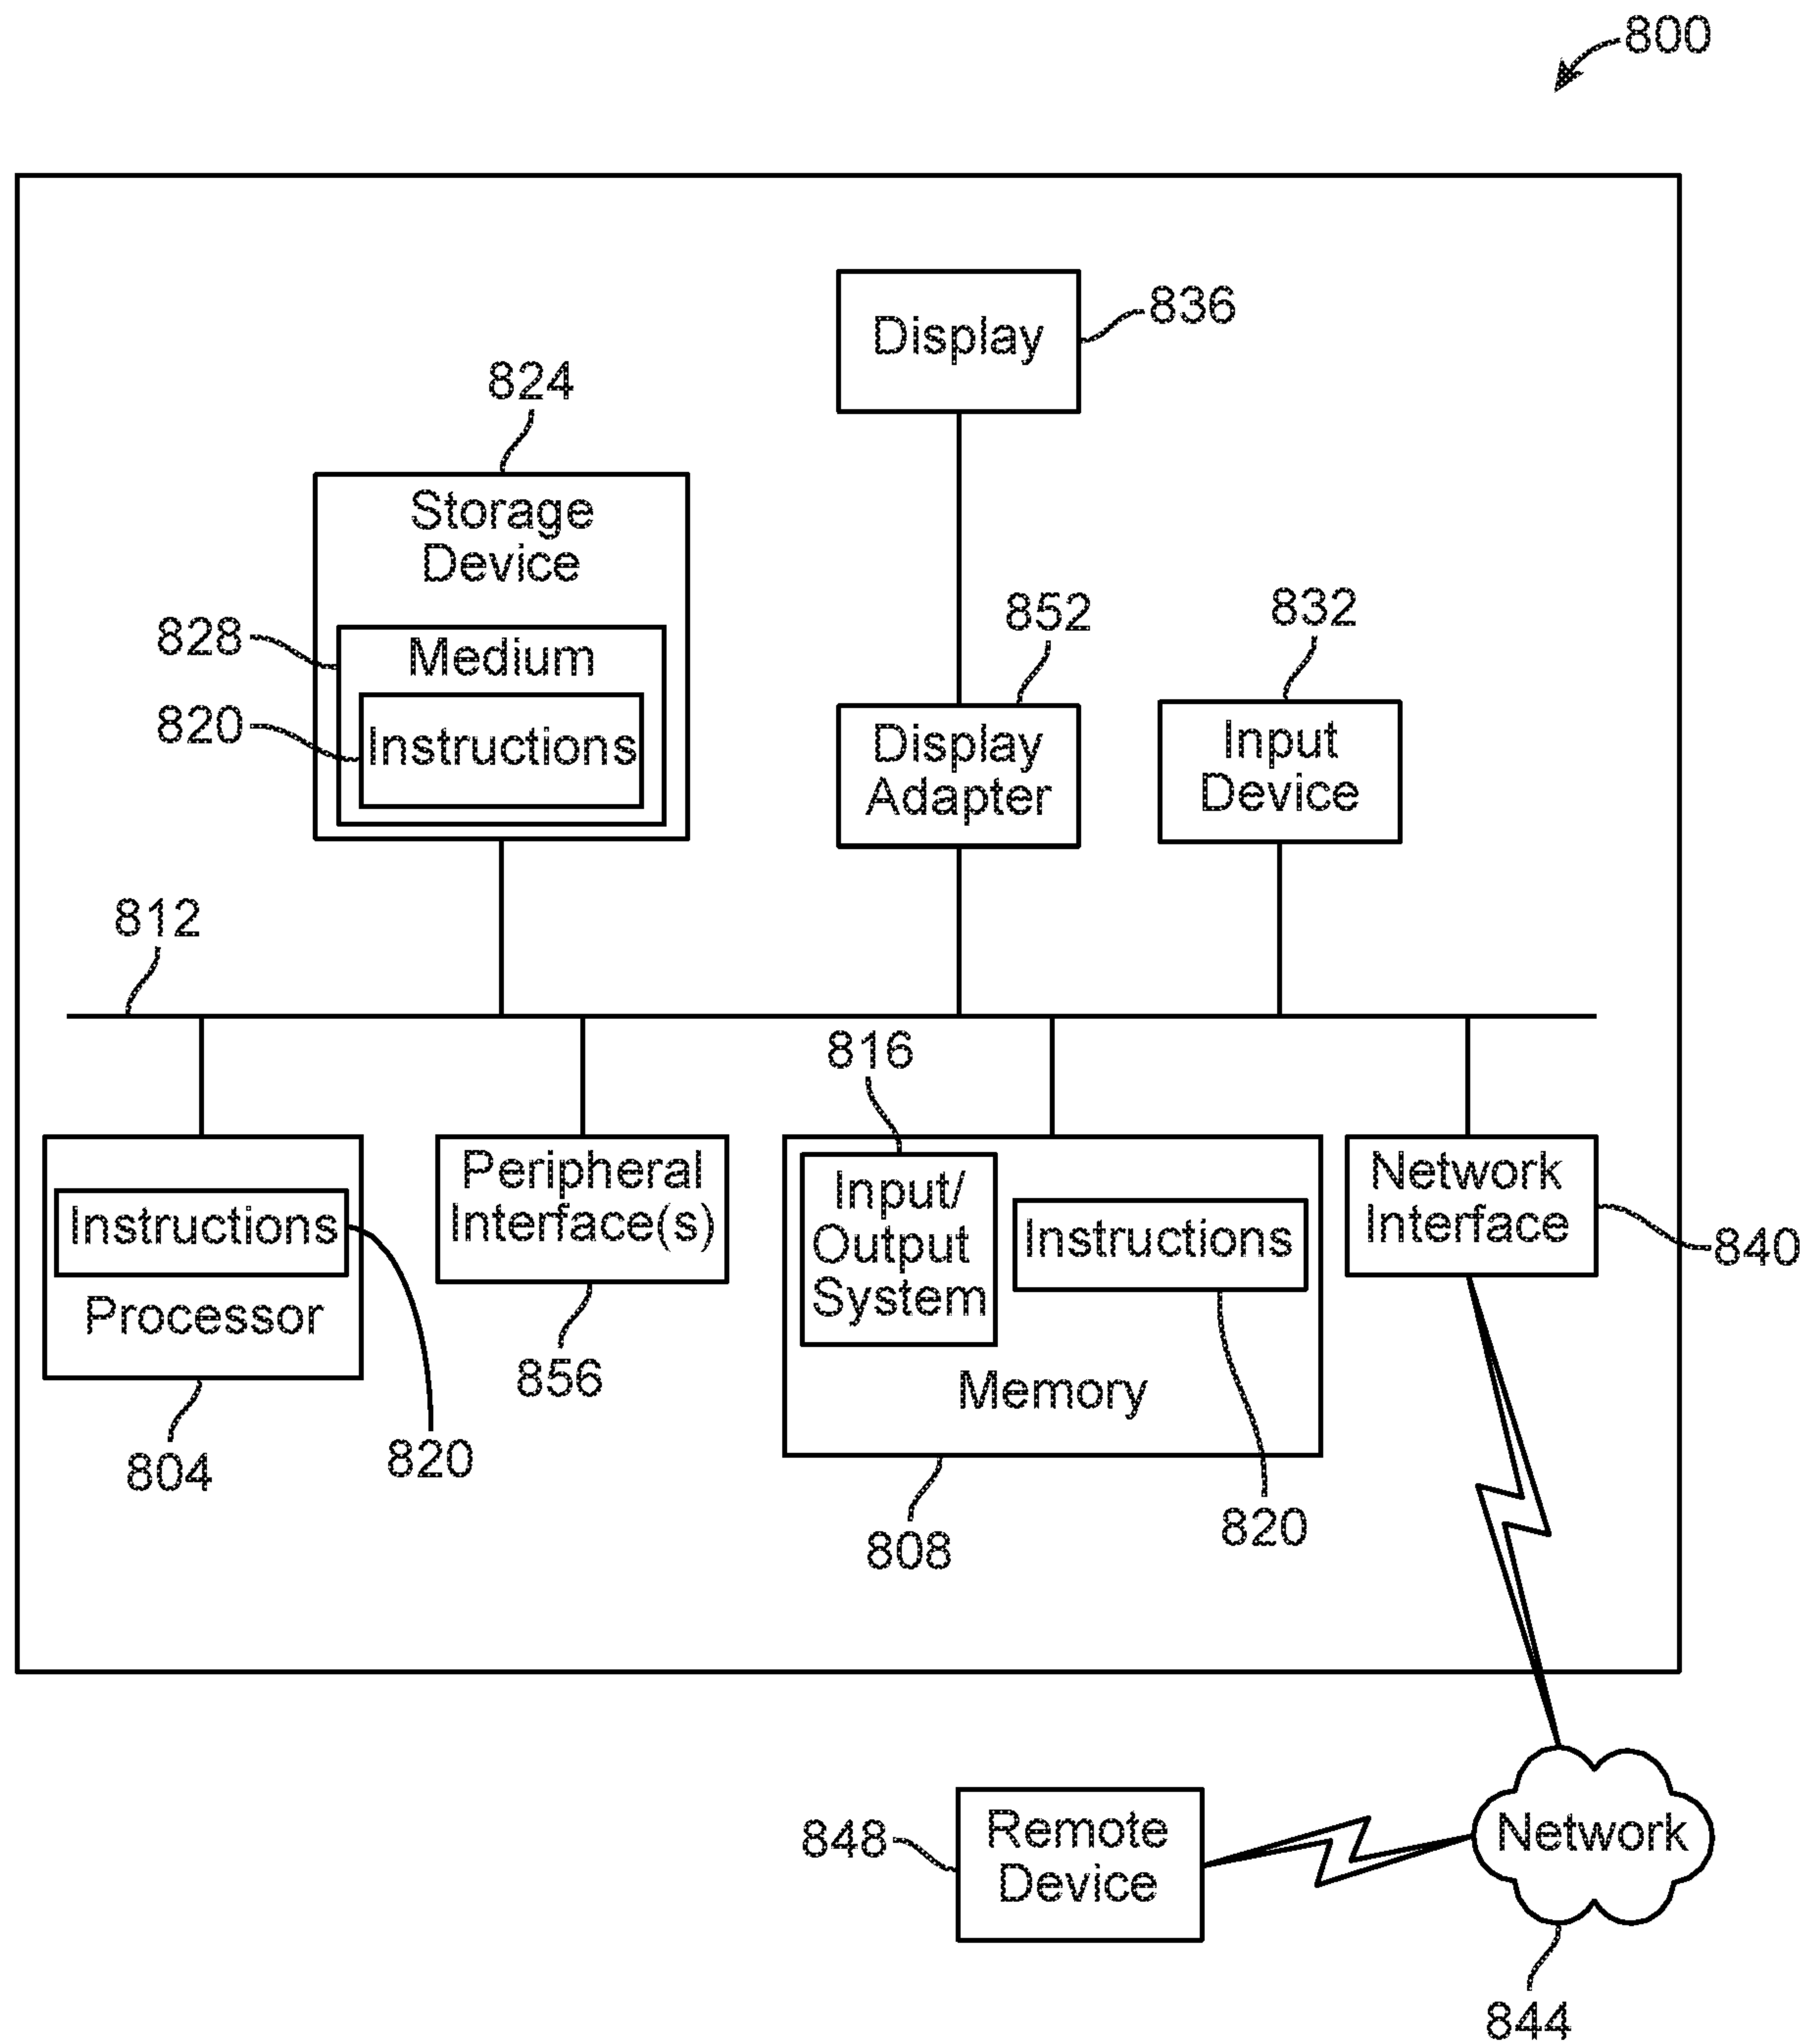 800
Display
836
824
Storage
Device
828
Medium
820
Instructions
852
Display
Adapter
832
Input
Device
812
816
Instructions
Processor
804
820
Peripheral
Interface(s)
856
Input/
Output
System
Instructions
Memory
808
820
Network
Interface
840
848
Remote
Device
Network
844